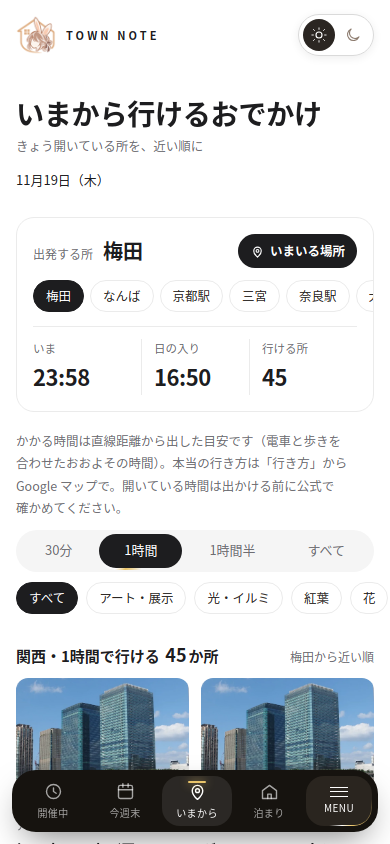 TOWN NOTE
いまから行けるおでかけ
きょう開いている所を、近い順に
11月19日（木）
出発する所 梅田 いまいる場所
梅田 なんば 京都駅 三宮 奈良駅
いま 日の入り 行ける所
23:58 16:50 45
かかる時間は直線距離から出した目安です（電車と歩きを
合わせたおおよその時間）。本当の行き方は「行き方」から
Google マップで。開いている時間は出かける前に公式で
確かめてください。
30分 1時間 1時間半 すべて
すべて アート・展示 光・イルミ 紅葉 花
関西・1時間で行ける 45か所 梅田から近い順
開催中 今週末 いまから 泊まり MENU